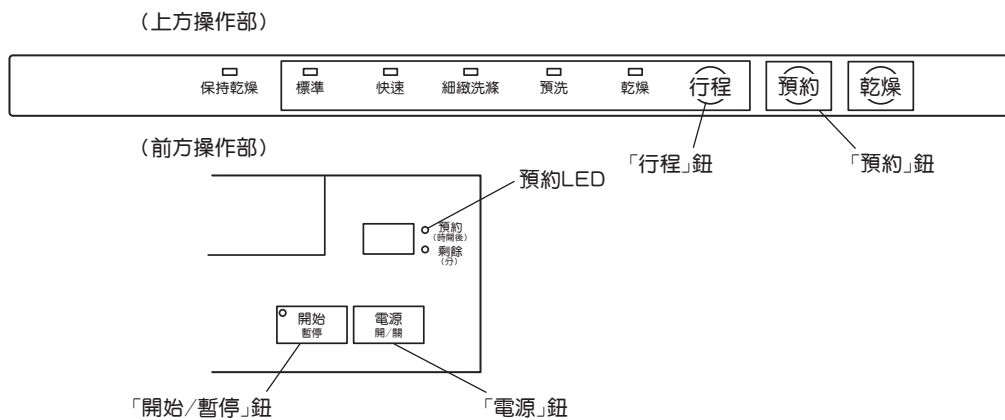 (上方操作部)
保持乾燥 標準 快速 細緻洗滌 預洗 乾燥 行程 預約 乾燥
「行程」鈕 「預約」鈕
(前方操作部)
預約LED
預約
(時間後)
剩餘
(分)
開始 電源
暫停 開/關
「開始/暫停」鈕 「電源」鈕